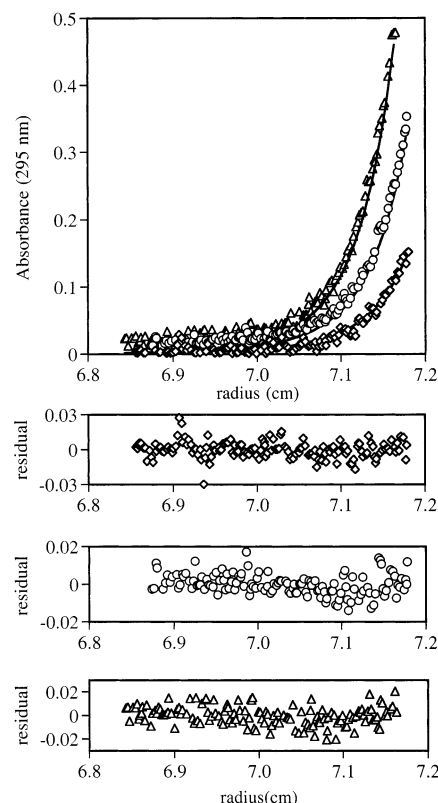 0.5
0.4
0.3
0.2
0.1
0
Absorbance (295 nm)
6.8 6.9 7.0 7.1 7.2
radius (cm)
0.03
0
-0.03
residual
6.8 6.9 7.0 7.1 7.2
0.02
0
-0.02
residual
6.8 6.9 7.0 7.1 7.2
0.02
0
-0.02
residual
6.8 6.9 7.0 7.1 7.2
radius(cm)